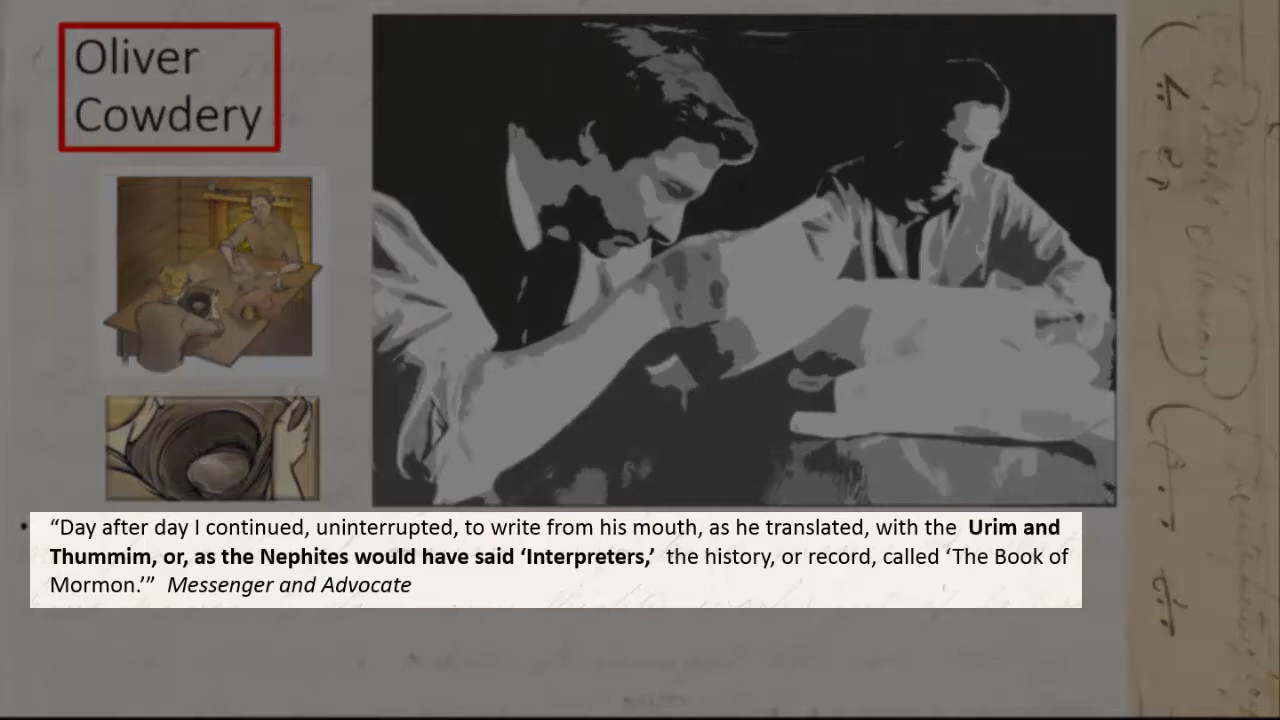 Oliver
Cowdery
• “Day after day I continued, uninterrupted, to write from his mouth, as he translated, with the Urim and
Thummim, or, as the Nephites would have said ‘Interpreters,’ the history, or record, called ‘The Book of
Mormon.’” Messenger and Advocate